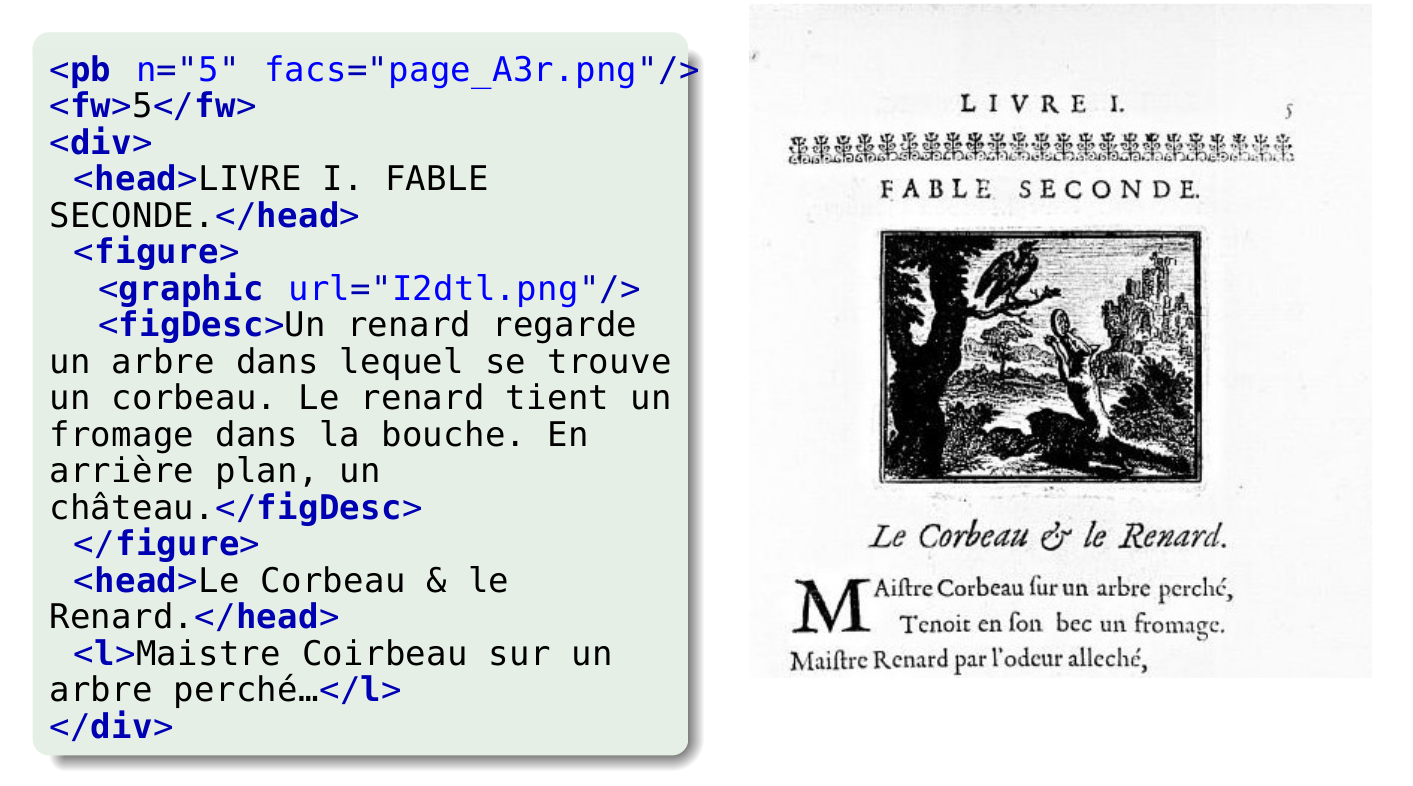 <pb n="5" facs="page_A3r.png"/>
<fw>5</fw>
<div>
<head>LIVRE I. FABLE
SECONDE.</head>
<figure>
<graphic url="I2dtl.png"/>
<figDesc>Un renard regarde
un arbre dans lequel se trouve
un corbeau. Le renard tient un
fromage dans la bouche. En
arrière plan, un
château.</figDesc>
</figure>
<head>Le Corbeau & le
Renard.</head>
<l>Maistre Coirbeau sur un
arbre perché…</l>
</div>
LIVRE I. 5
FABLE SECONDE.
Le Corbeau & le Renard.
MAiſtre Corbeau ſur un arbre perché,
Tenoit en ſon bec un fromage.
Maiſtre Renard par l'odeur alleché,